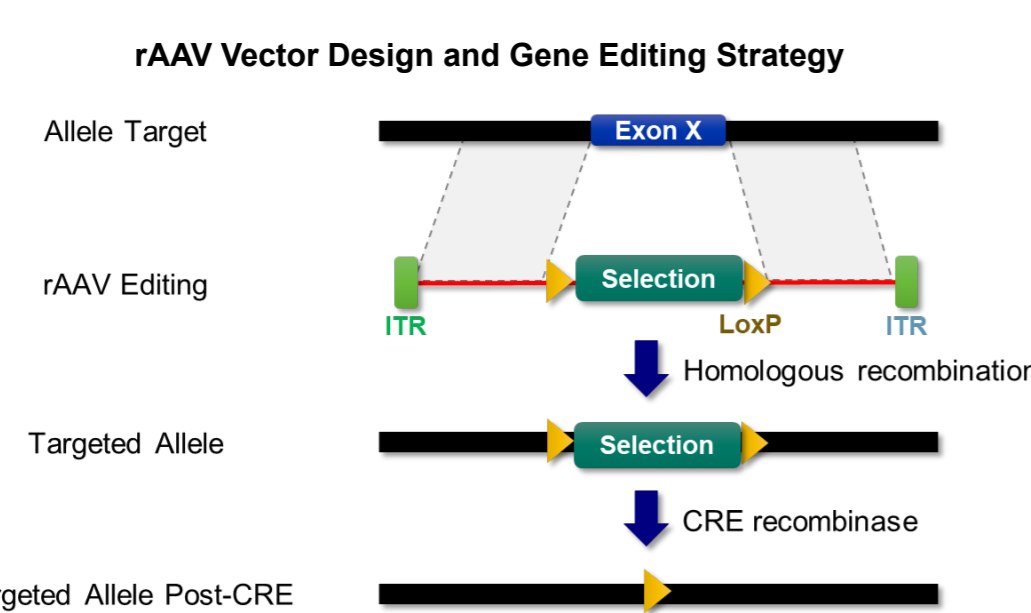 rAAV Vector Design and Gene Editing Strategy
Allele Target
Exon X
rAAV Editing
Selection
ITR
LoxP
ITR
Homologous recombination
Targeted Allele
Selection
CRE recombinase
rgeted Allele Post-CRE